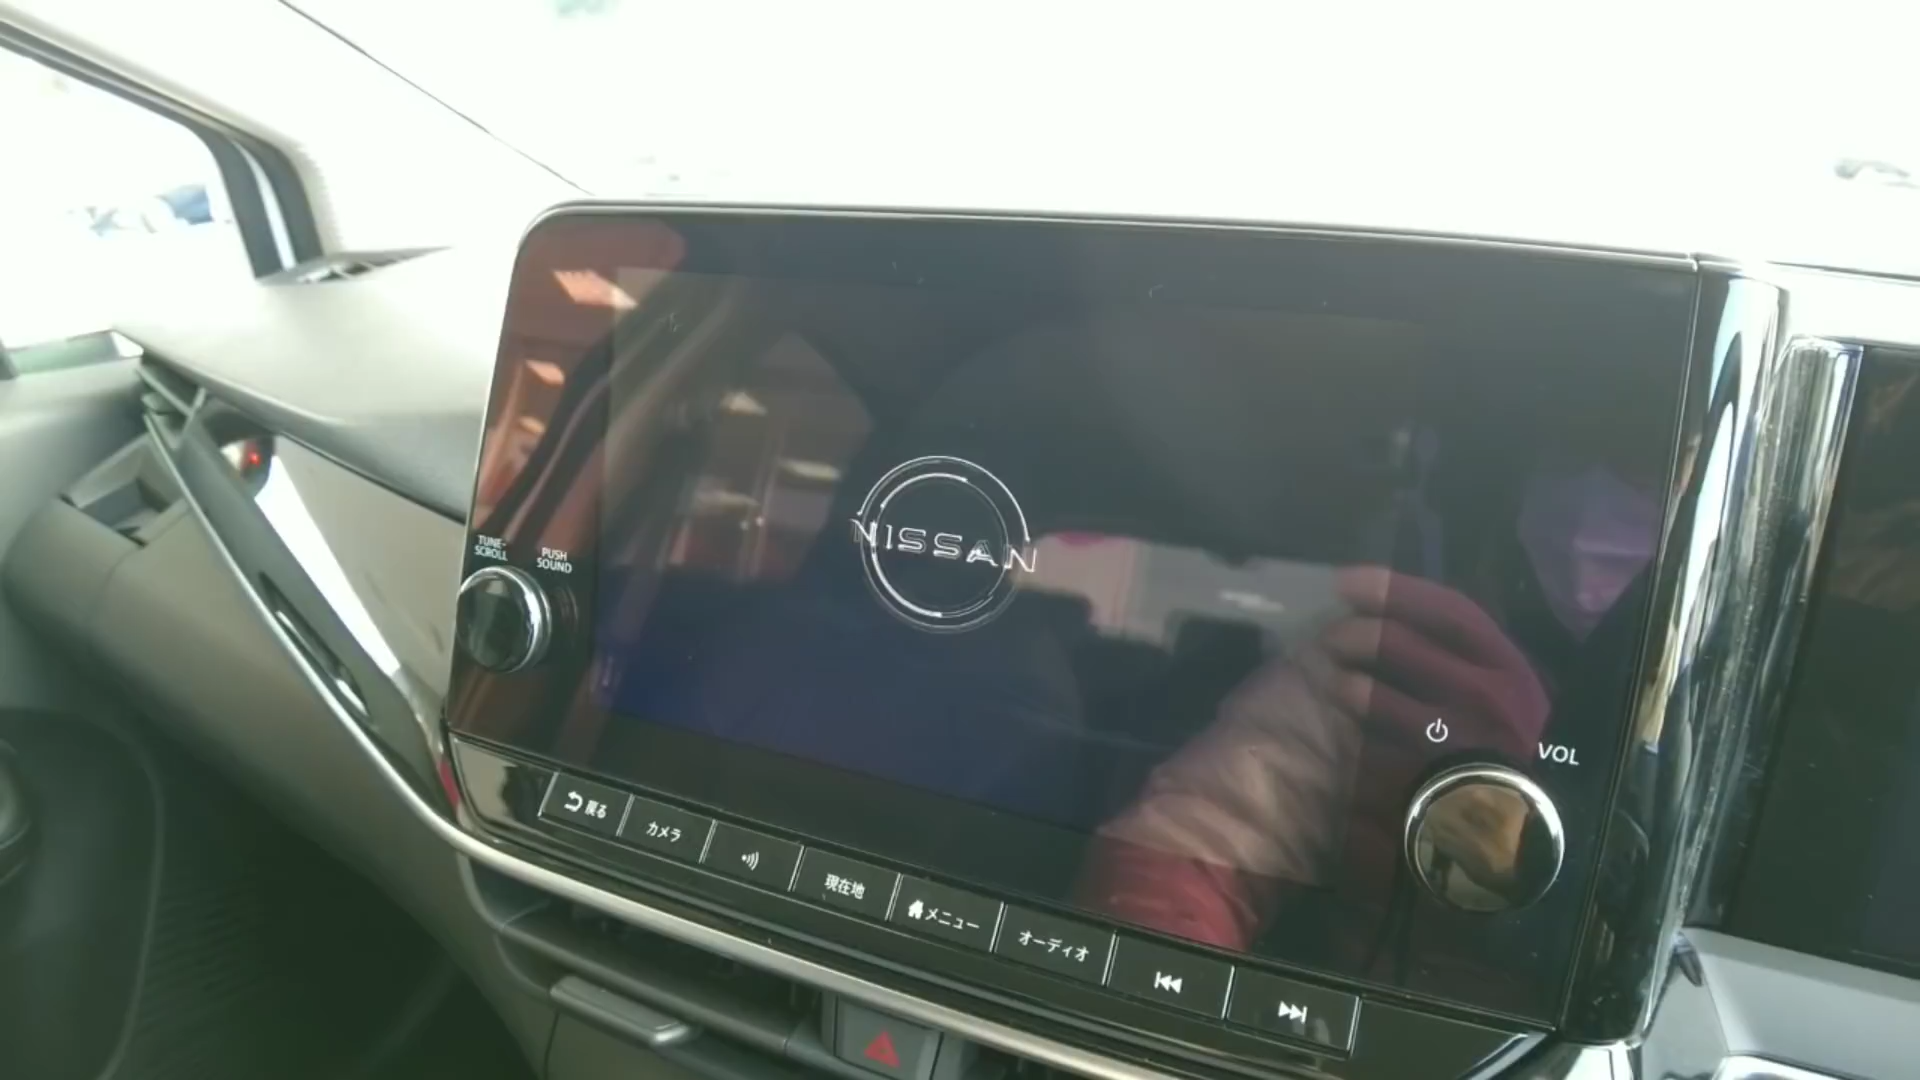 NISSAN
TUNE-
SCROLL
PUSH
SOUND
VOL
戻る
カメラ
現在地
メニュー
オーディオ